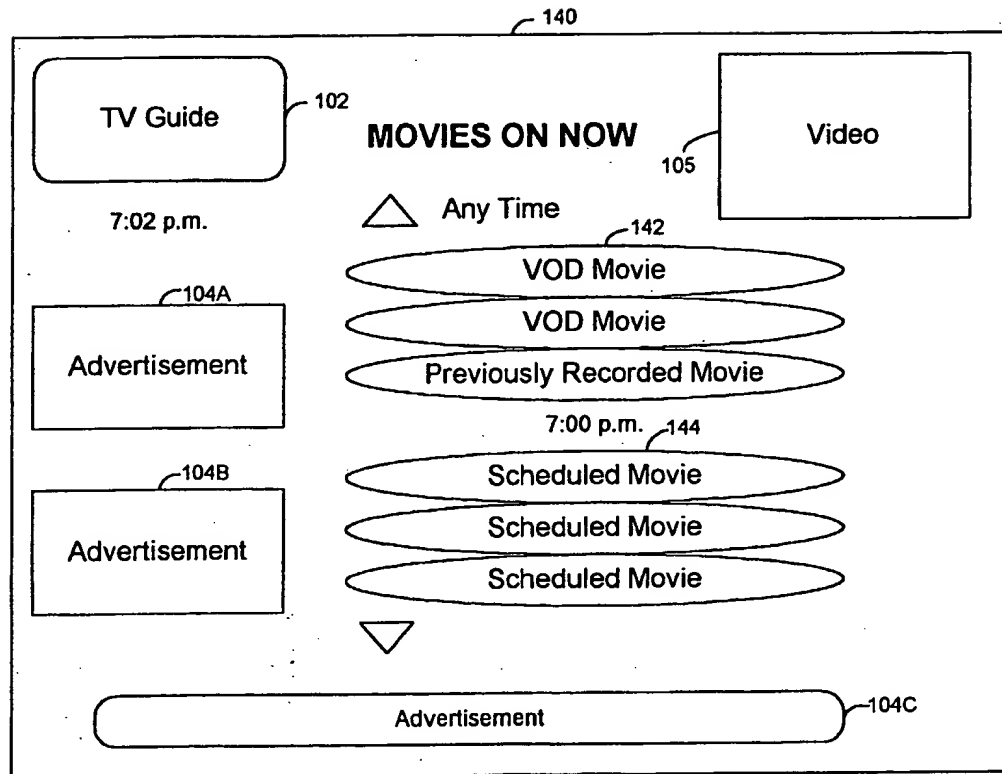 140
TV Guide
102
MOVIES ON NOW
105
Video
7:02 p.m.
Any Time
142
VOD Movie
104A
VOD Movie
Advertisement
Previously Recorded Movie
7:00 p.m.
144
104B
Scheduled Movie
Advertisement
Scheduled Movie
Scheduled Movie
Advertisement
104C